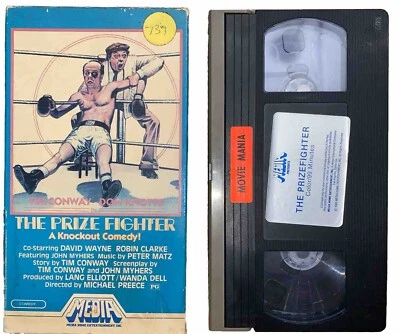 139
TIM CONWAY DON KNOTTS
THE PRIZE FIGHTER
A Knockout Comedy!
Co-Starring DAVID WAYNE ROBIN CLARKE
Featuring JOHN MYHERS Music by PETER MATZ
Story by TIM CONWAY Screenplay by
TIM CONWAY and JOHN MYHERS
Produced by LANG ELLIOTT/WANDA DELL
Directed by MICHAEL PREECE PG
COMEDY
MEDIA
MEDIA HOME ENTERTAINMENT, INC.
MOVIE MANIA
MEDIA
THE PRIZEFIGHTER
Color/99 Minutes